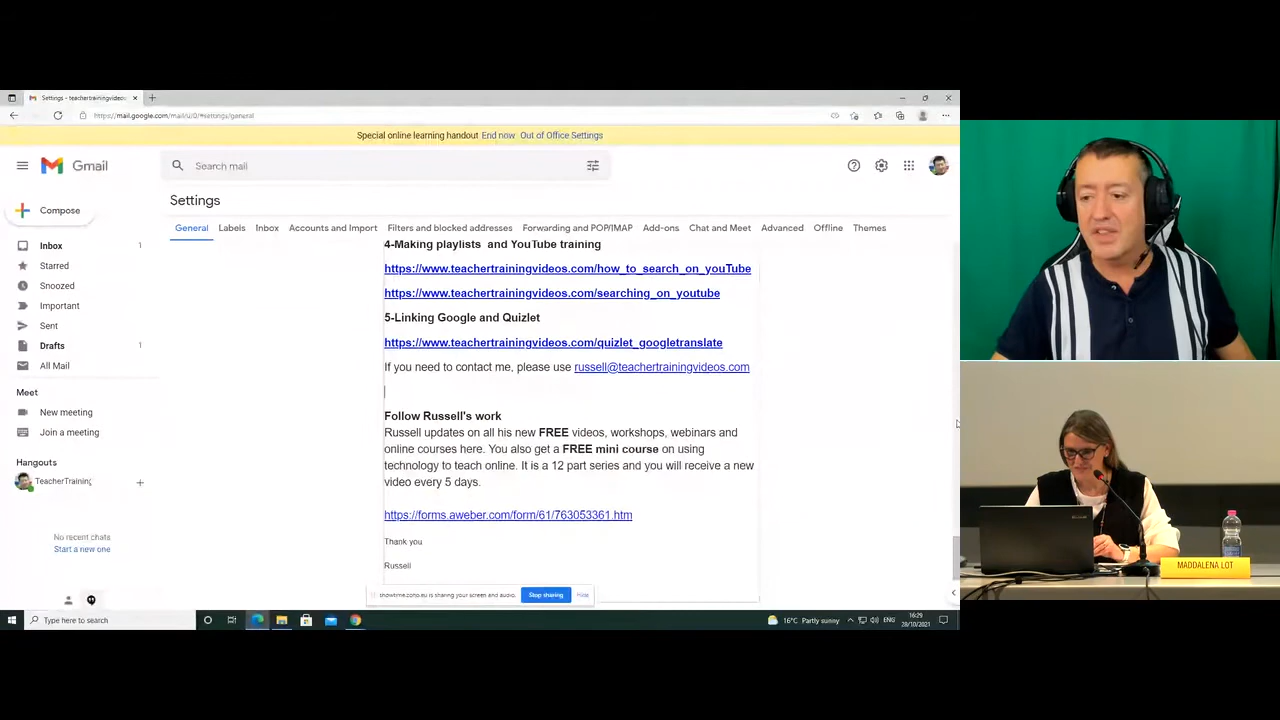 Settings - teachertrainingvideos
https://mail.google.com/mail/u/0/#settings/general
Special online learning handout End now Out of Office Settings
Gmail
Search mail
Compose
Settings
General Labels Inbox Accounts and Import Filters and blocked addresses Forwarding and POP/IMAP Add-ons Chat and Meet Advanced Offline Themes
Inbox 1
Starred
Snoozed
Important
Sent
Drafts 1
All Mail
Meet
New meeting
Join a meeting
Hangouts
TeacherTraining
No recent chats
Start a new one
4-Making playlists and YouTube training
https://www.teachertrainingvideos.com/how_to_search_on_youTube
https://www.teachertrainingvideos.com/searching_on_youtube
5-Linking Google and Quizlet
https://www.teachertrainingvideos.com/quizlet_googletranslate
If you need to contact me, please use russell@teachertrainingvideos.com
Follow Russell's work
Russell updates on all his new FREE videos, workshops, webinars and
online courses here. You also get a FREE mini course on using
technology to teach online. It is a 12 part series and you will receive a new
video every 5 days.
https://forms.aweber.com/form/61/763053361.htm
Thank you
Russell
is sharing your screen and audio. Stop sharing Hide
Type here to search
16°C Partly sunny ENG
16:29
28/10/2021
MADDALENA LOT